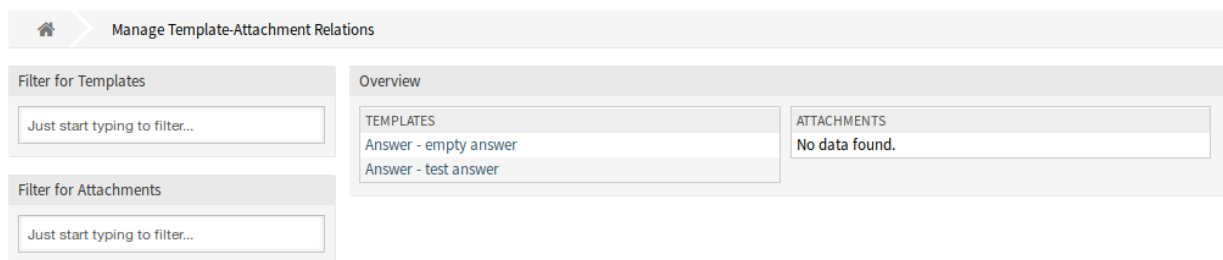 Manage Template-Attachment Relations
Filter for Templates
Just start typing to filter...
Filter for Attachments
Just start typing to filter...
Overview
TEMPLATES
Answer - empty answer
Answer - test answer
ATTACHMENTS
No data found.